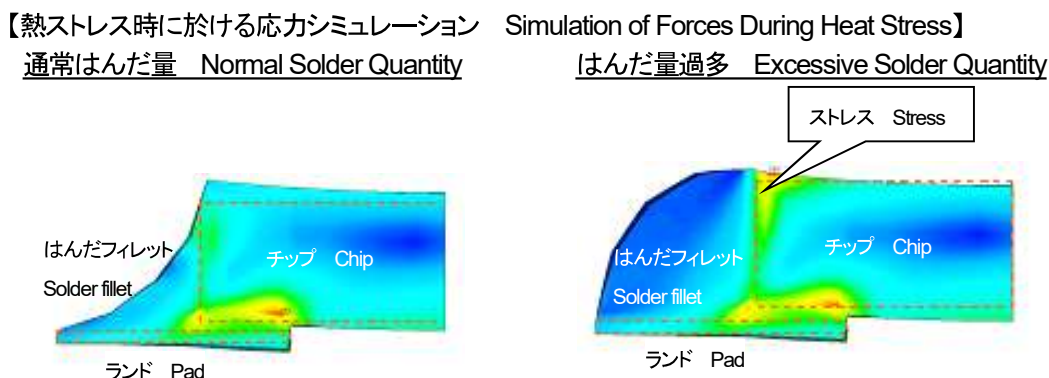 【熱ストレス時に於ける応力シミュレーション　Simulation of Forces During Heat Stress】
通常はんだ量　Normal Solder Quantity
はんだ量過多　Excessive Solder Quantity
ストレス　Stress
はんだフィレット
Solder fillet
チップ　Chip
ランド　Pad
はんだフィレット
Solder fillet
チップ　Chip
ランド　Pad